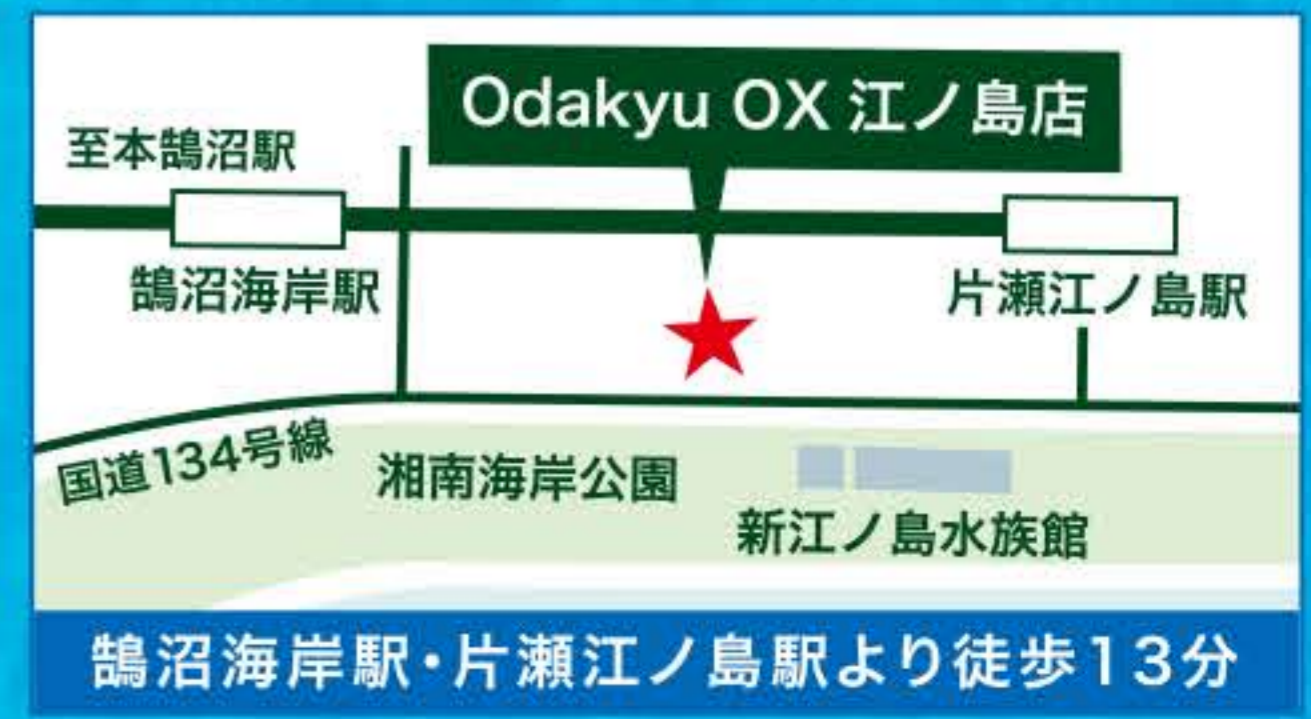 Odakyu OX 江ノ島店
至本鵠沼駅
鵠沼海岸駅
片瀬江ノ島駅
国道134号線
湘南海岸公園
新江ノ島水族館
鵠沼海岸駅・片瀬江ノ島駅より徒歩13分